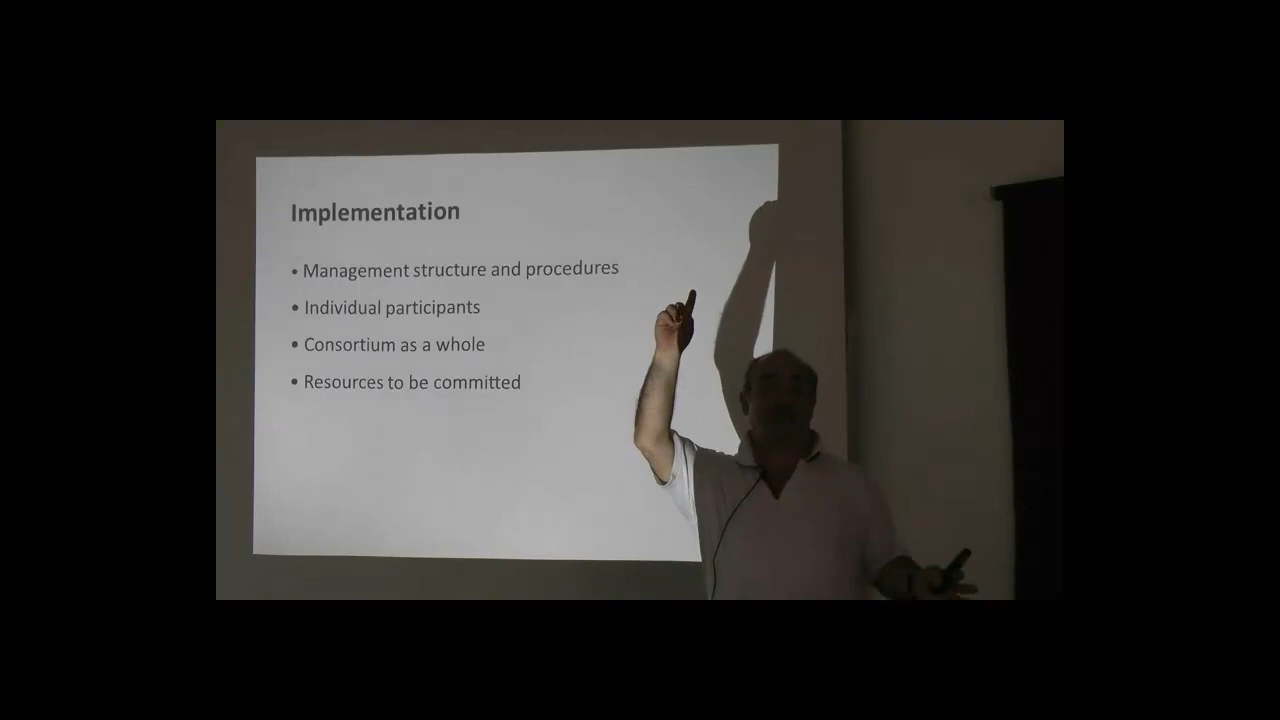 Implementation
• Management structure and procedures
• Individual participants
• Consortium as a whole
• Resources to be committed